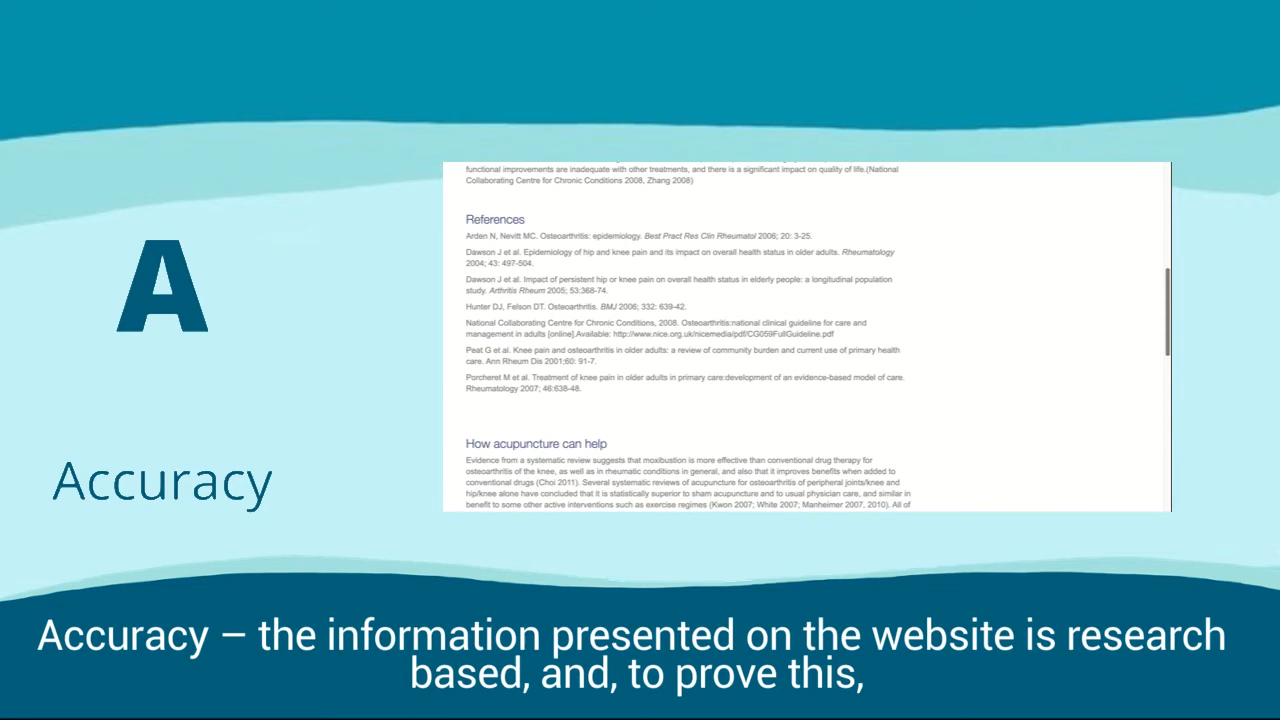 functional improvements are inadequate with other treatments, and there is a significant impact on quality of life.(National
Collaborating Centre for Chronic Conditions 2008, Zhang 2008)
References
Arden N, Nevitt MC. Osteoarthritis: epidemiology. Best Pract Res Clin Rheumatol 2006; 20: 3-25.
Dawson J et al. Epidemiology of hip and knee pain and its impact on overall health status in older adults. Rheumatology
2004; 43: 497-504.
Dawson J et al. Impact of persistent hip or knee pain on overall health status in elderly people: a longitudinal population
study. Arthritis Rheum 2005; 53:368-74.
Hunter DJ, Felson DT. Osteoarthritis. BMJ 2006; 332: 639-42.
National Collaborating Centre for Chronic Conditions, 2008. Osteoarthritis:national clinical guideline for care and
management in adults [online].Available: http://www.nice.org.uk/nicemedia/pdf/CG059FullGuideline.pdf
Peat G et al. Knee pain and osteoarthritis in older adults: a review of community burden and current use of primary health
care. Ann Rheum Dis 2001;60: 91-7.
Porcheret M et al. Treatment of knee pain in older adults in primary care:development of an evidence-based model of care.
Rheumatology 2007; 46:638-48.
How acupuncture can help
Evidence from a systematic review suggests that moxibustion is more effective than conventional drug therapy for
osteoarthritis of the knee, as well as in rheumatic conditions in general, and also that it improves benefits when added to
conventional drugs (Choi 2011). Several systematic reviews of acupuncture for osteoarthritis of peripheral joints/knee and
hip/knee alone have concluded that it is statistically superior to sham acupuncture and to usual physician care, and similar in
benefit to some other active interventions such as exercise regimes (Kwon 2007; White 2007; Manheimer 2007, 2010). All of
A
Accuracy
Accuracy – the information presented on the website is research
based, and, to prove this,